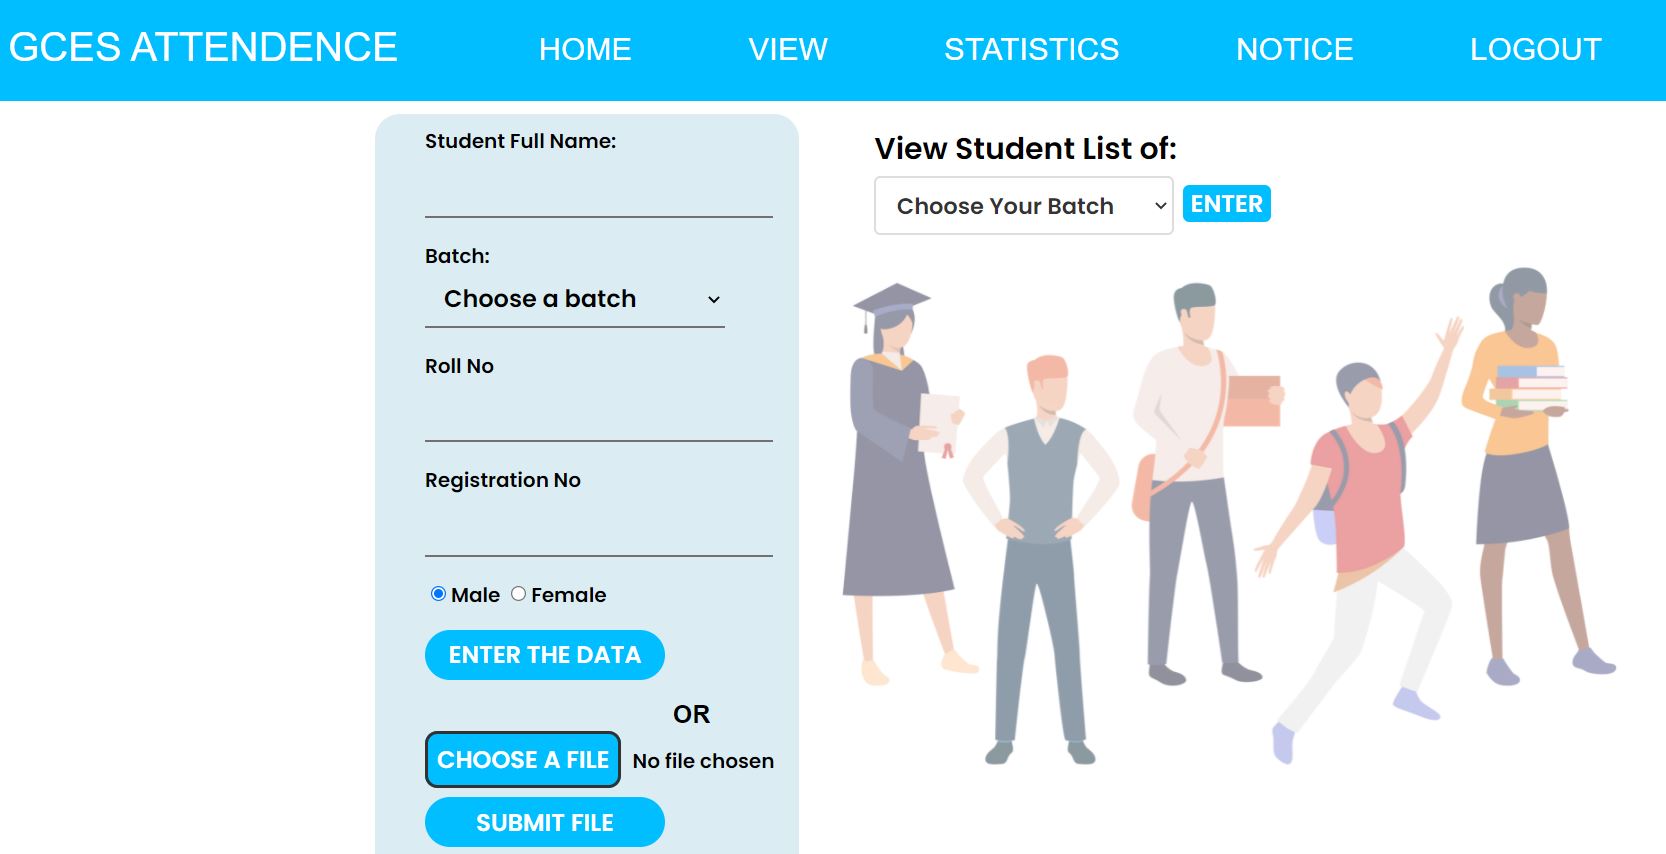 GCES ATTENDENCE HOME VIEW STATISTICS NOTICE LOGOUT
Student Full Name:
Batch:
Choose a batch
Roll No
Registration No
Male Female
ENTER THE DATA
OR
CHOOSE A FILE No file chosen
SUBMIT FILE
View Student List of:
Choose Your Batch ENTER